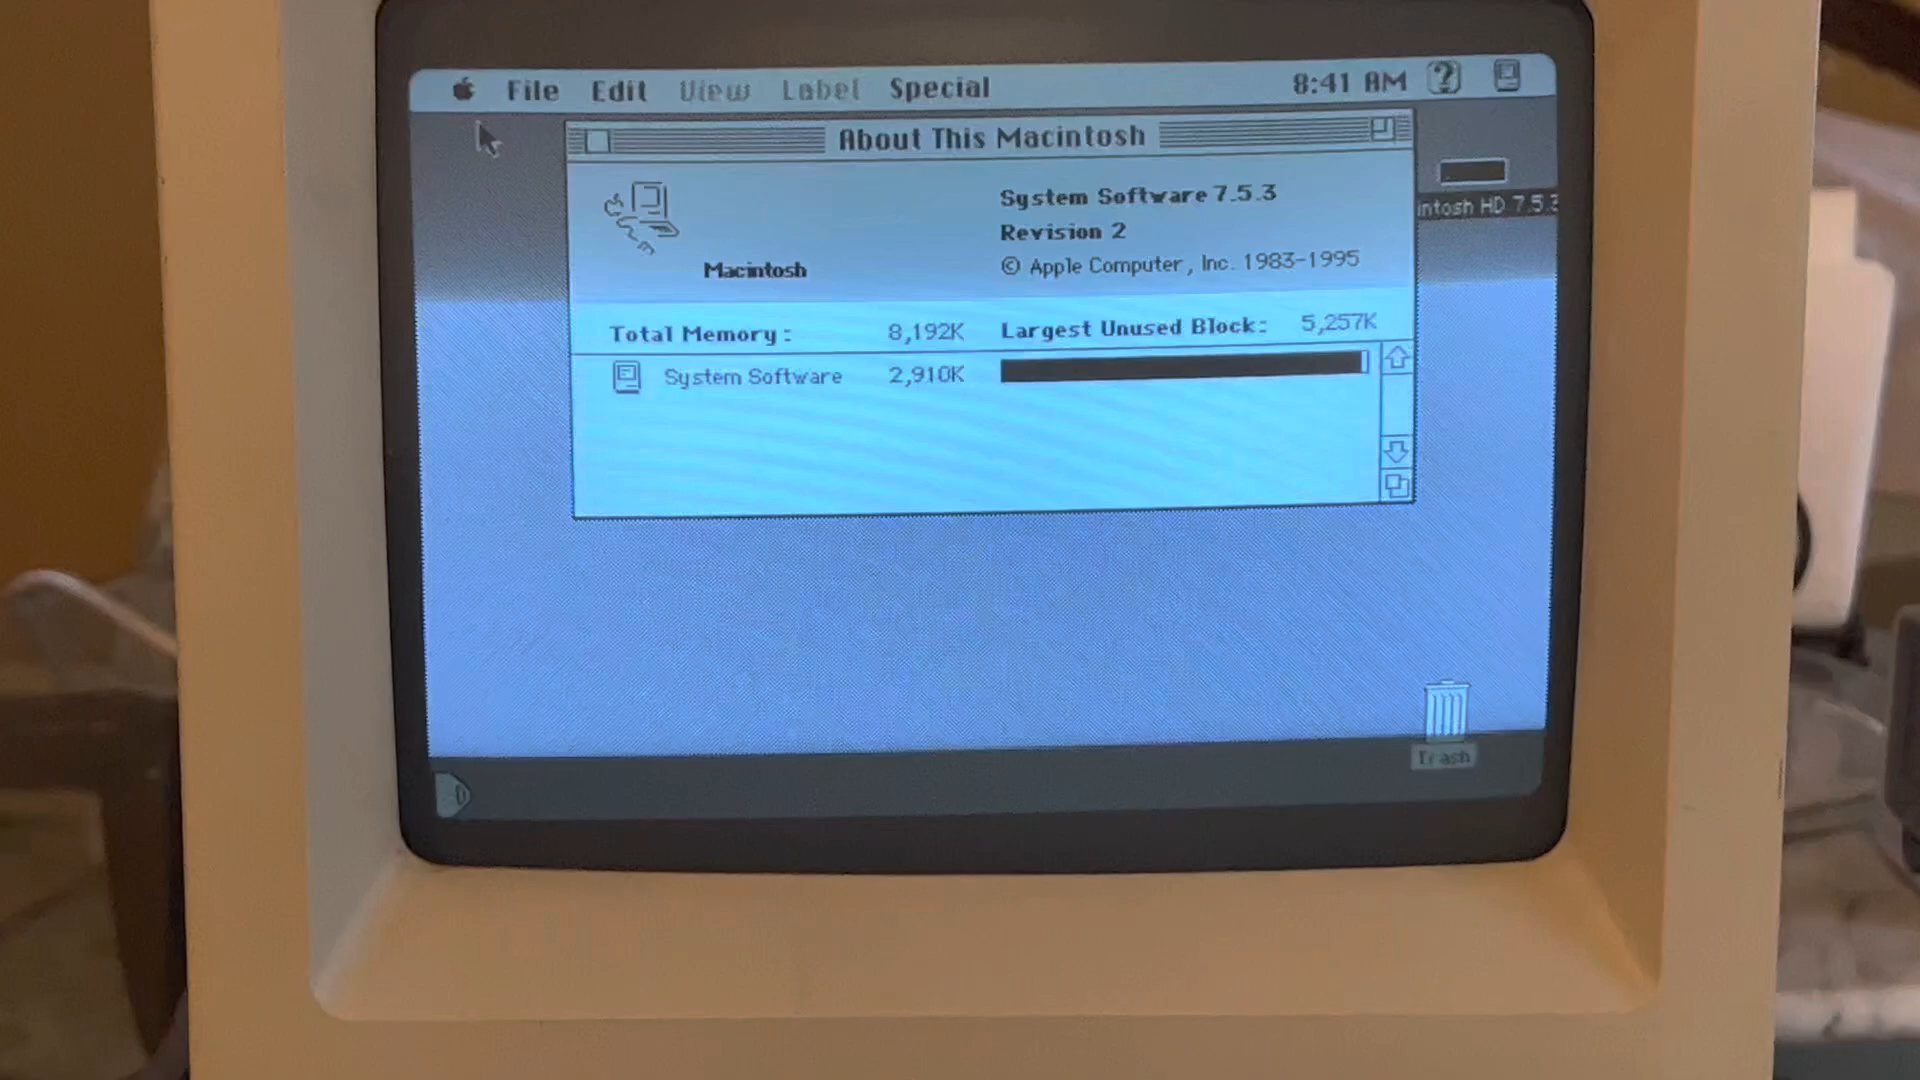 File Edit View Label Special 8:41 AM
About This Macintosh
System Software 7.5.3
Revision 2
Macintosh
© Apple Computer, Inc. 1983-1995
Total Memory: 8,192K Largest Unused Block: 5,257K
System Software 2,910K
intosh HD 7.5.3
Trash